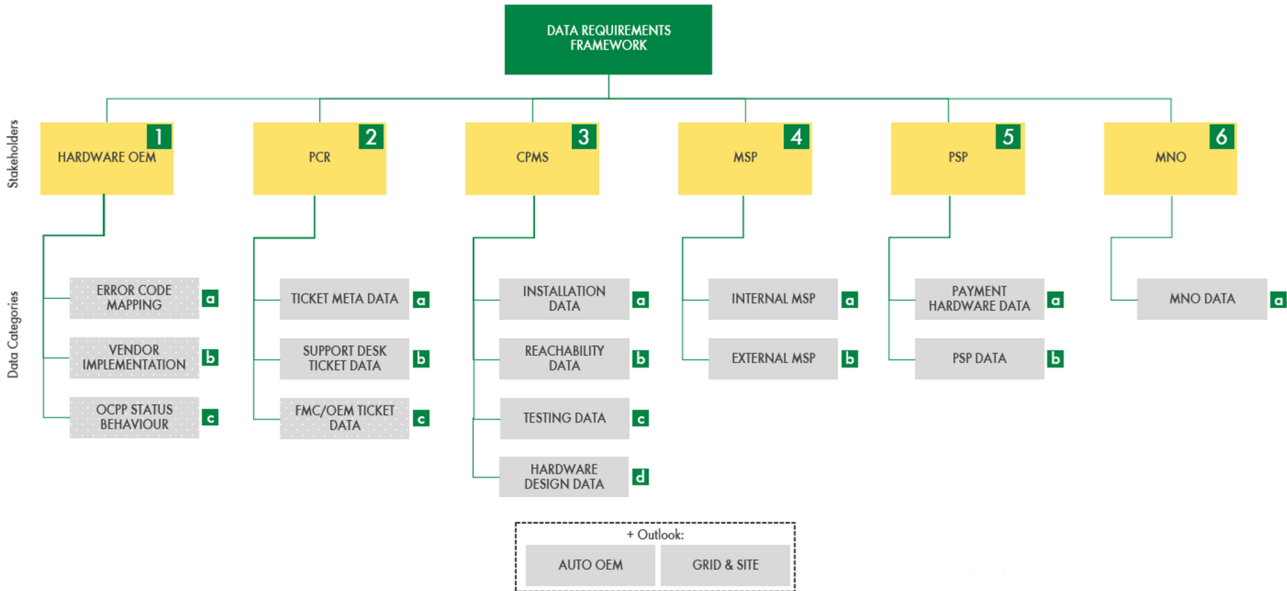 DATA REQUIREMENTS
FRAMEWORK
Stakeholders
1
HARDWARE OEM
2
PCR
3
CPMS
4
MSP
5
PSP
6
MNO
Data Categories
ERROR CODE
MAPPING
a
VENDOR
IMPLEMENTATION
b
OCPP STATUS
BEHAVIOUR
c
TICKET META DATA
a
SUPPORT DESK
TICKET DATA
b
FMC/OEM TICKET
DATA
c
INSTALLATION
DATA
a
REACHABILITY
DATA
b
TESTING DATA
c
HARDWARE
DESIGN DATA
d
INTERNAL MSP
a
EXTERNAL MSP
b
PAYMENT
HARDWARE DATA
a
PSP DATA
b
MNO DATA
a
+ Outlook:
AUTO OEM
GRID & SITE